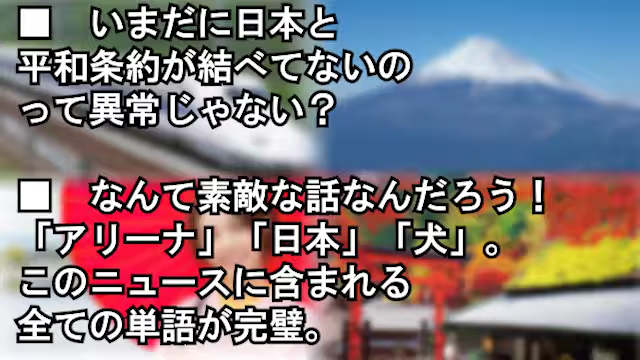 ■　いまだに日本と
平和条約が結べてないの
って異常じゃない？
■　なんて素敵な話なんだろう！
「アリーナ」「日本」「犬」。
このニュースに含まれる
全ての単語が完璧。